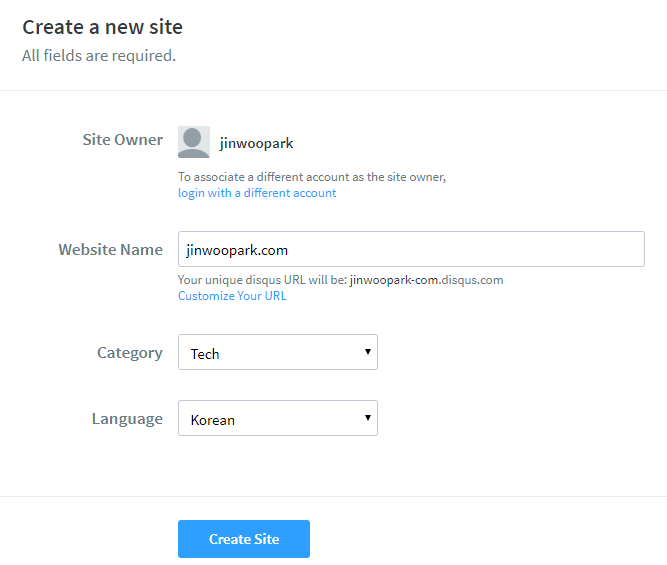 Create a new site
All fields are required.
Site Owner
jinwoopark
To associate a different account as the site owner,
login with a different account
Website Name
jinwoopark.com
Your unique disqus URL will be: jinwoopark-com.disqus.com
Customize Your URL
Category
Tech
Language
Korean
Create Site